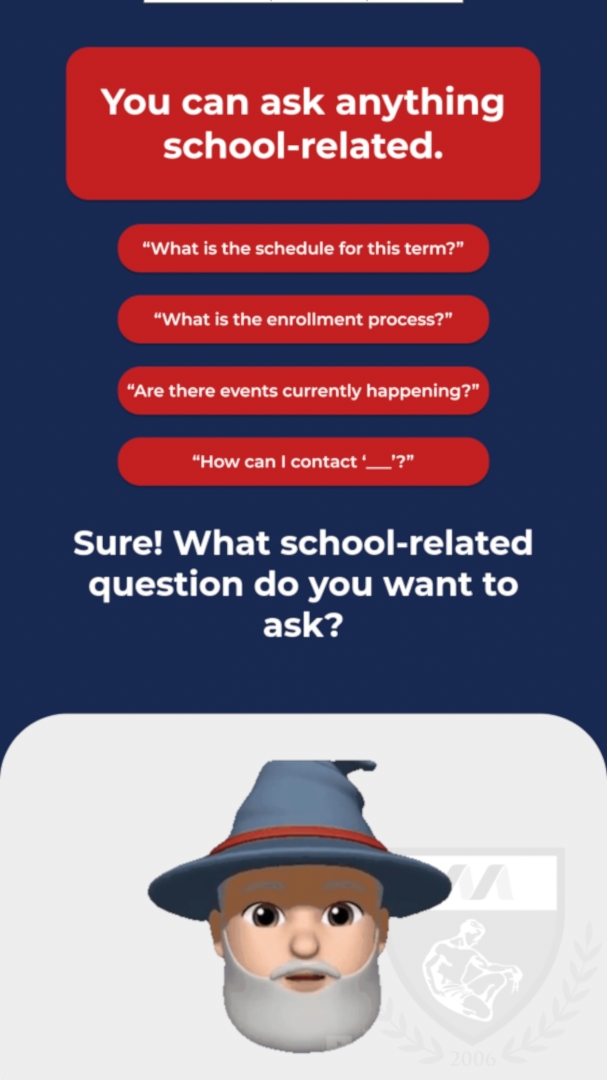 You can ask anything
school-related.
“What is the schedule for this term?”
“What is the enrollment process?”
“Are there events currently happening?”
“How can I contact ‘___’?”
Sure! What school-related
question do you want to
ask?
2006